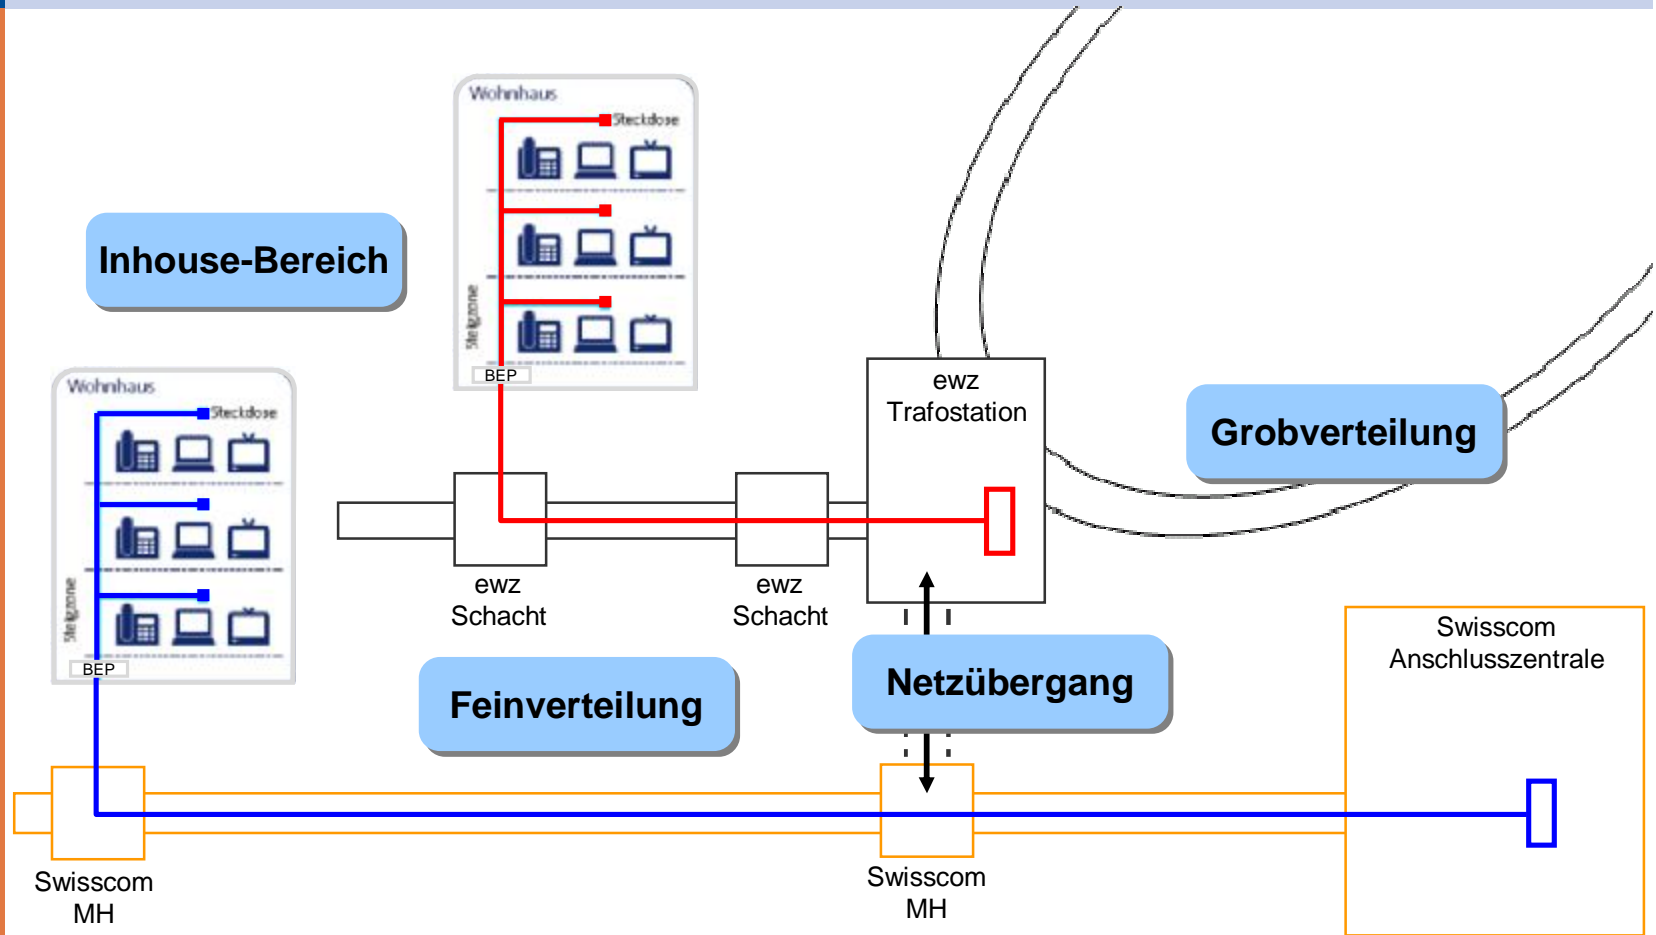 Wohnhaus
Steckdose
Steigzone
BEP
Inhouse-Bereich
Wohnhaus
Steckdose
Steigzone
BEP
ewz
Trafostation
Grobverteilung
ewz
Schacht
ewz
Schacht
Swisscom
Anschlusszentrale
Feinverteilung
Netzübergang
Swisscom
MH
Swisscom
MH